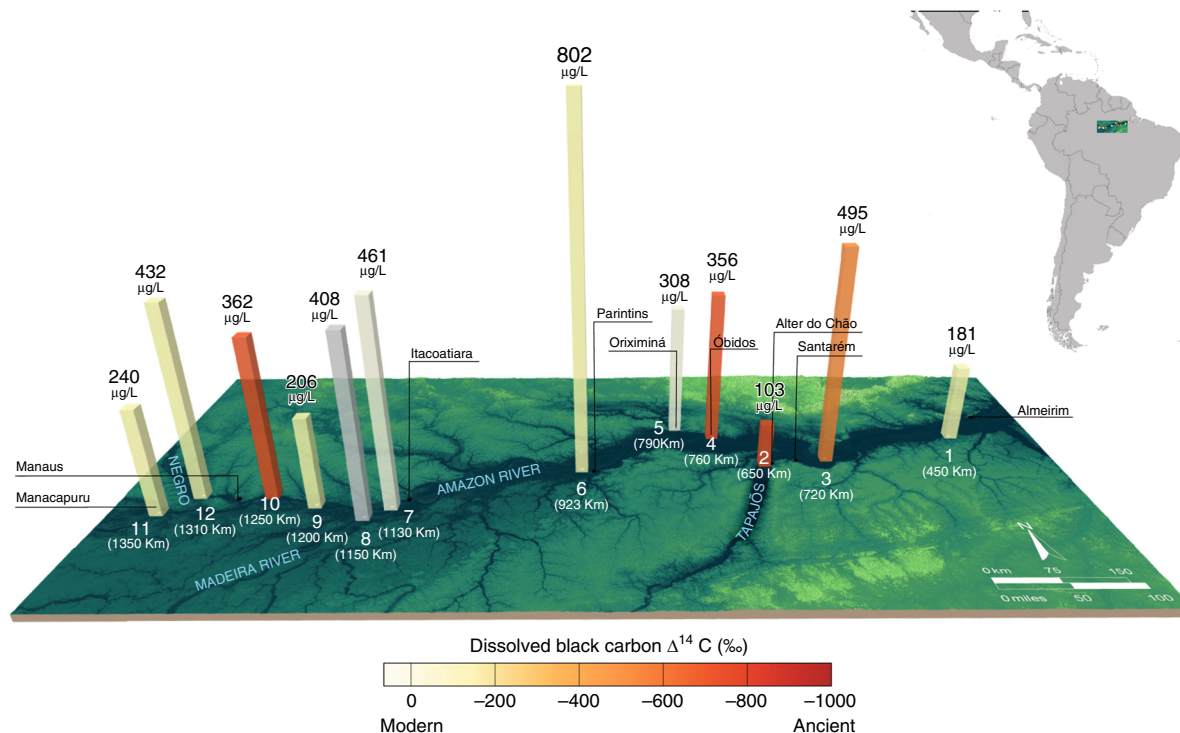 802
µg/L
495
µg/L
461
µg/L
432
µg/L
356
µg/L
308
µg/L
408
µg/L
362
µg/L
181
µg/L
Parintins
Alter do Chão
Oriximiná
Óbidos
Santarém
Itacoatiara
240
µg/L
206
µg/L
103
µg/L
Almeirim
Manaus
Manacapuru
NEGRO
AMAZON RIVER
MADEIRA RIVER
TAPAJÓS
5
(790Km)
4
(760 Km)
2
(650 Km)
1
(450 Km)
3
(720 Km)
6
(923 Km)
10
(1250 Km)
12
(1310 Km)
11
(1350 Km)
9
(1200 Km)
7
(1130 Km)
8
(1150 Km)
N
0 km 75 150
0 miles 50 100
Dissolved black carbon Δ¹⁴ C (‰)
0 –200 –400 –600 –800 –1000
Modern Ancient